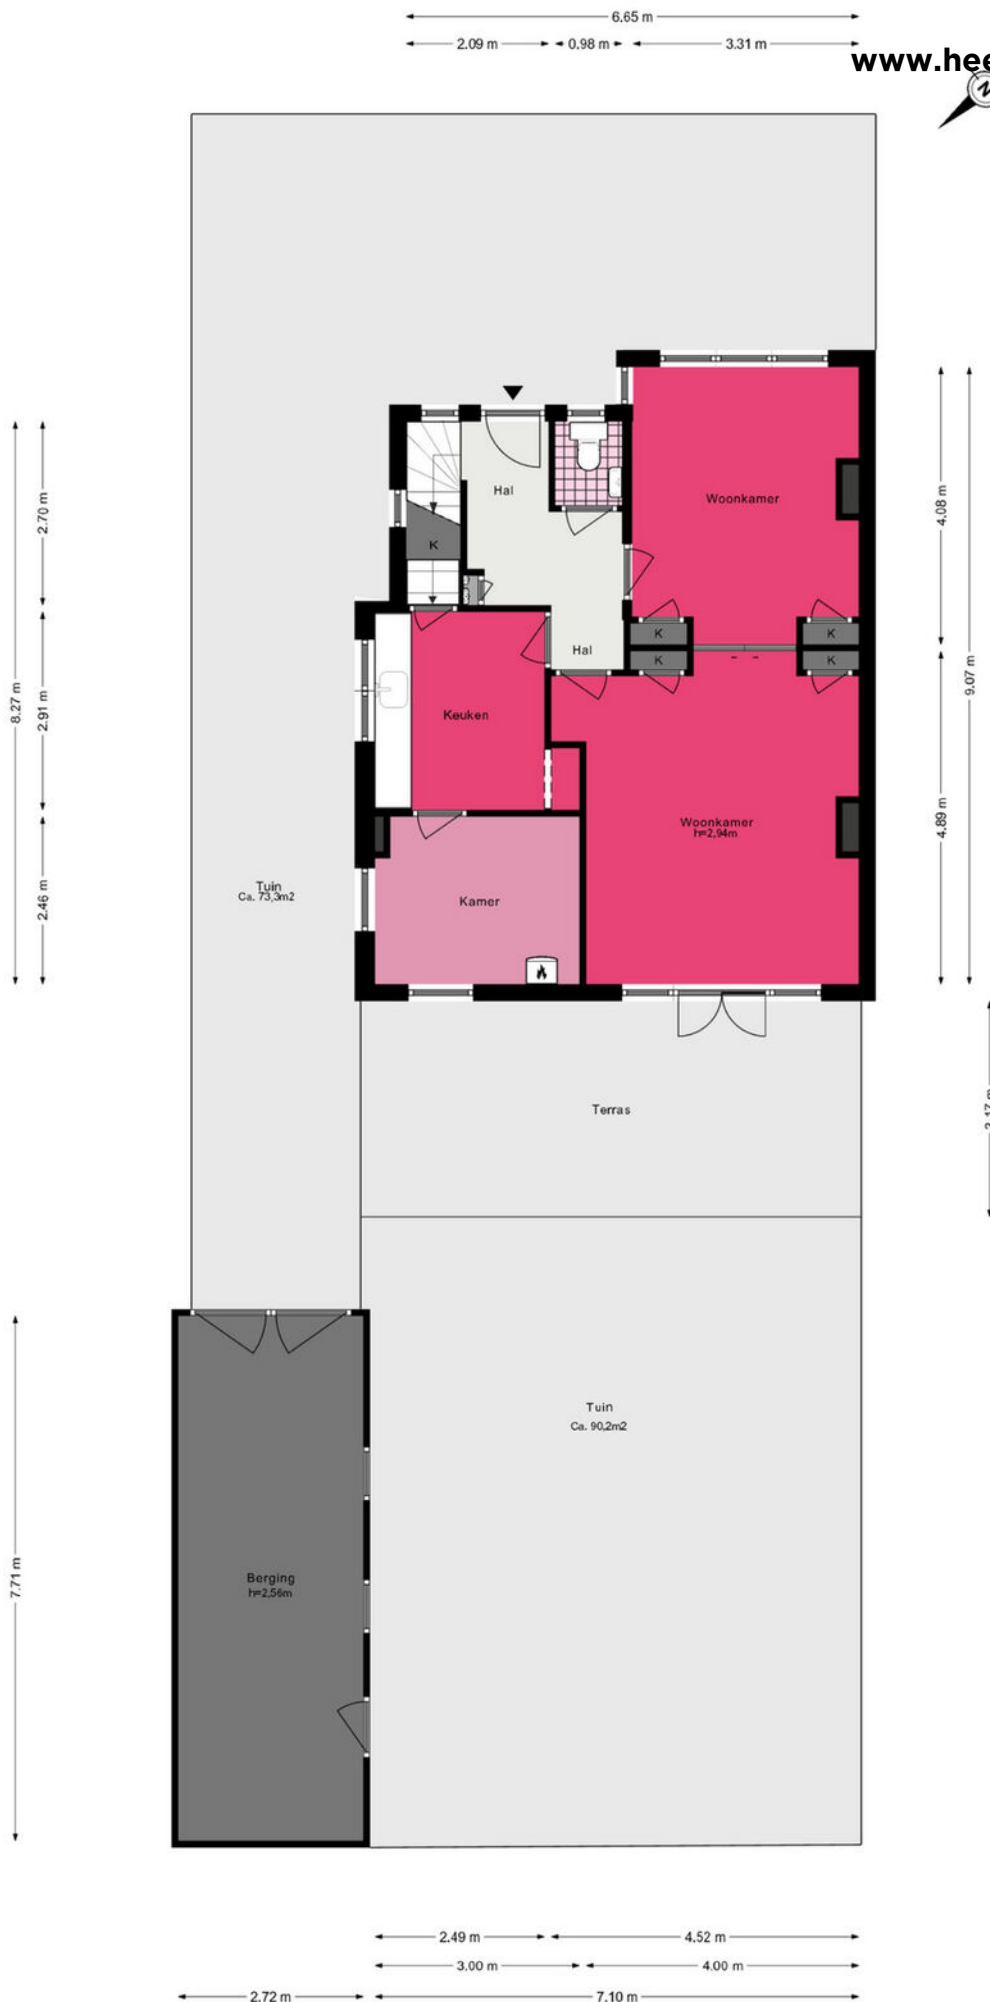 6.65 m
2.09 m
0.98 m
3.31 m
www.hee
N
Hal
K
Woonkamer
K
K
Hal
K
K
Keuken
Woonkamer
h=2,94m
Kamer
Tuin
Ca. 73,3m2
2.70 m
8.27 m
2.91 m
2.46 m
4.08 m
9.07 m
4.89 m
Terras
3.17 m
Tuin
Ca. 90,2m2
7.71 m
Berging
h=2,56m
2.49 m
4.52 m
3.00 m
4.00 m
2.72 m
7.10 m